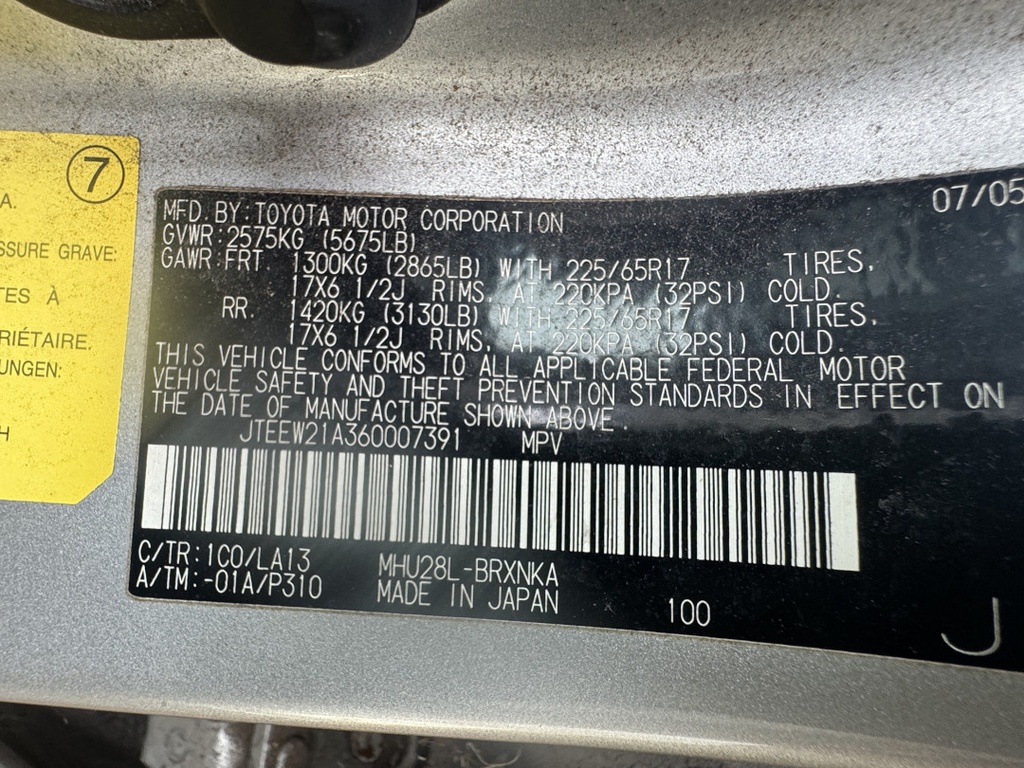 7
A.
SSURE GRAVE:
TES À
RIÉTAIRE.
UNGEN:
H
07/05
MFD. BY: TOYOTA MOTOR CORPORATION
GVWR: 2575KG (5675LB)
GAWR: FRT. 1300KG (2865LB) WITH 225/65R17 TIRES,
17X6 1/2J RIMS, AT 220KPA (32PSI) COLD.
RR. 1420KG (3130LB) WITH 225/65R17 TIRES,
17X6 1/2J RIMS, AT 220KPA (32PSI) COLD.
THIS VEHICLE CONFORMS TO ALL APPLICABLE FEDERAL MOTOR
VEHICLE SAFETY AND THEFT PREVENTION STANDARDS IN EFFECT ON
THE DATE OF MANUFACTURE SHOWN ABOVE.
JTEEW21A360007391 MPV
C/TR: 1C0/LA13 MHU28L-BRXNKA
A/TM: -01A/P310 MADE IN JAPAN 100
J